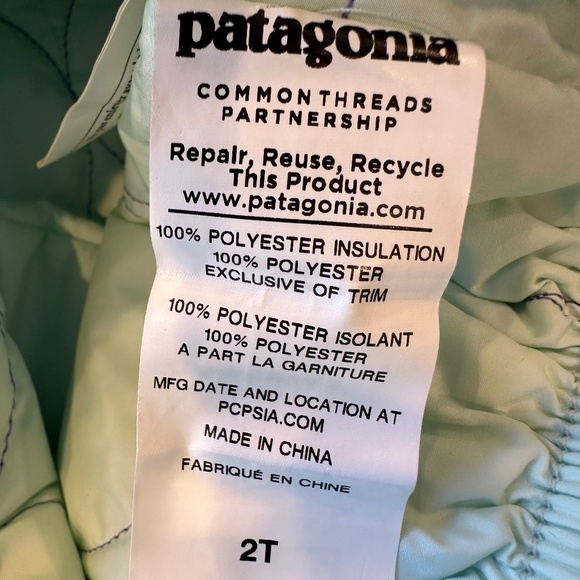 patagonia
COMMON THREADS
PARTNERSHIP
Repair, Reuse, Recycle
This Product
www.patagonia.com
100% POLYESTER INSULATION
100% POLYESTER
EXCLUSIVE OF TRIM
100% POLYESTER ISOLANT
100% POLYESTER
A PART LA GARNITURE
MFG DATE AND LOCATION AT
PCPSIA.COM
MADE IN CHINA
FABRIQUÉ EN CHINE
2T